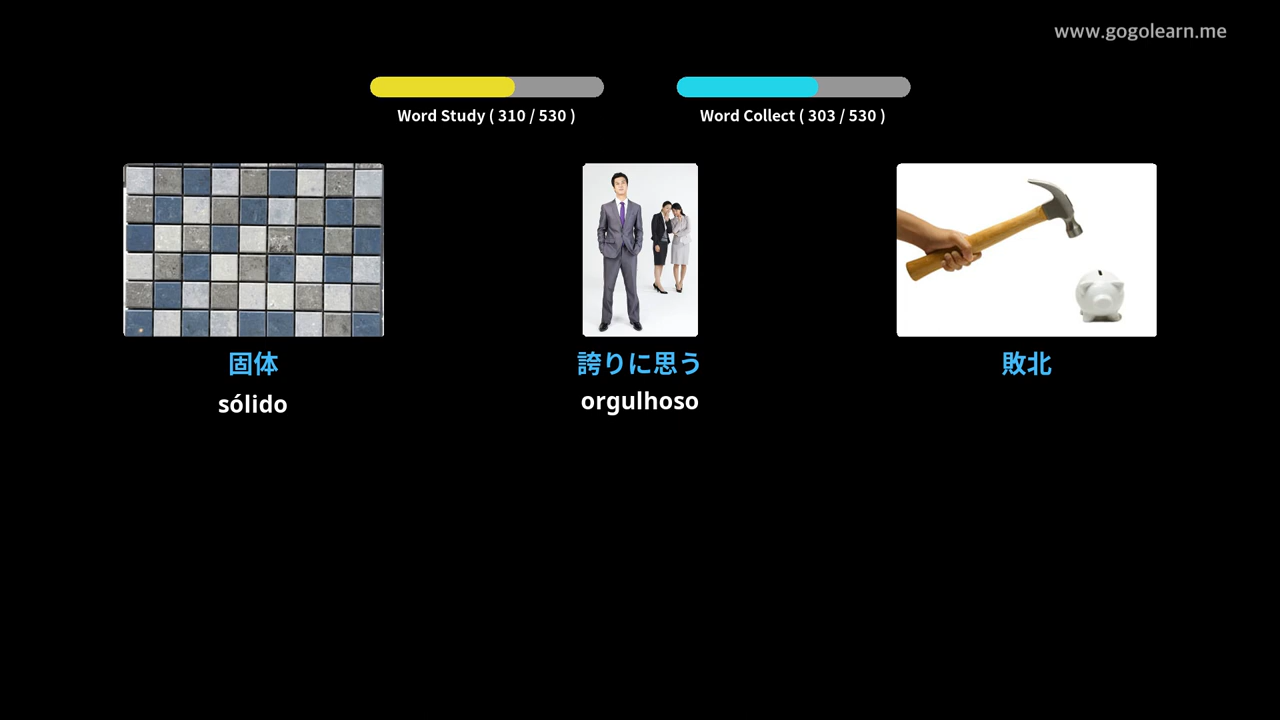 www.gogolearn.me
Word Study ( 310 / 530 )
Word Collect ( 303 / 530 )
固体
誇りに思う
敗北
sólido
orgulhoso